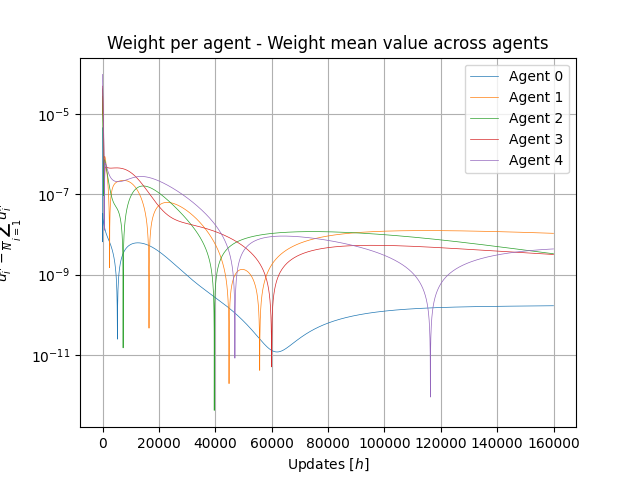 Weight per agent - Weight mean value across agents
10⁻⁵
10⁻⁷
10⁻⁹
10⁻¹¹
Agent 0
Agent 1
Agent 2
Agent 3
Agent 4
0 20000 40000 60000 80000 100000 120000 140000 160000
Updates [h]